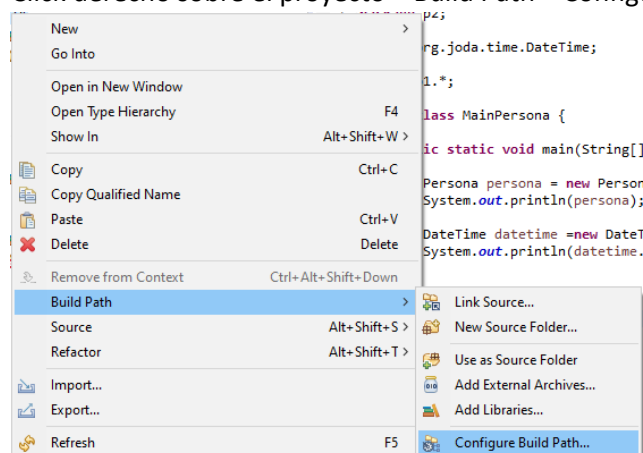 Click derecho sobre el proyecto – Build Path – Config
New >
Go Into
Open in New Window
Open Type Hierarchy F4
Show In Alt+Shift+W >
Copy Ctrl+C
Copy Qualified Name
Paste Ctrl+V
Delete Delete
Remove from Context Ctrl+Alt+Shift+Down
Build Path >
Source Alt+Shift+S >
Refactor Alt+Shift+T >
Import...
Export...
Refresh F5
p2;
rg.joda.time.DateTime;
1.*;
lass MainPersona {
ic static void main(String[]
Persona persona = new Person
System.out.println(persona);
DateTime datetime =new DateT
System.out.println(datetime.
Link Source...
New Source Folder...
Use as Source Folder
Add External Archives...
Add Libraries...
Configure Build Path...